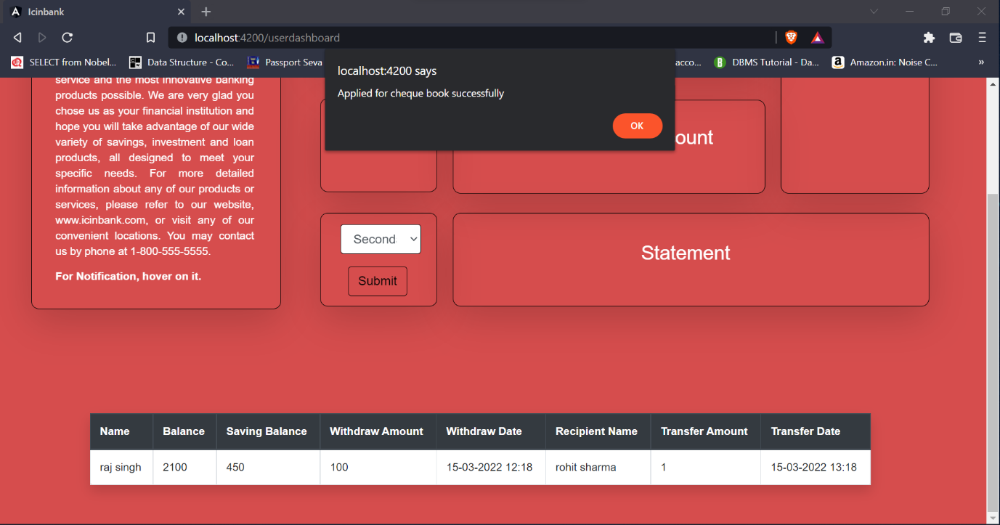 Icinbank
localhost:4200/userdashboard
SELECT from Nobel...
Data Structure - Co...
Passport Seva
acco...
DBMS Tutorial - Da...
Amazon.in: Noise C...
»
localhost:4200 says
Applied for cheque book successfully
OK
service and the most innovative banking
products possible. We are very glad you
chose us as your financial institution and
hope you will take advantage of our wide
variety of savings, investment and loan
products, all designed to meet your
specific needs. For more detailed
information about any of our products or
services, please refer to our website,
www.icinbank.com, or visit any of our
convenient locations. You may contact
us by phone at 1-800-555-5555.
For Notification, hover on it.
ount
Second
Submit
Statement
Name Balance Saving Balance Withdraw Amount Withdraw Date Recipient Name Transfer Amount Transfer Date
raj singh 2100 450 100 15-03-2022 12:18 rohit sharma 1 15-03-2022 13:18